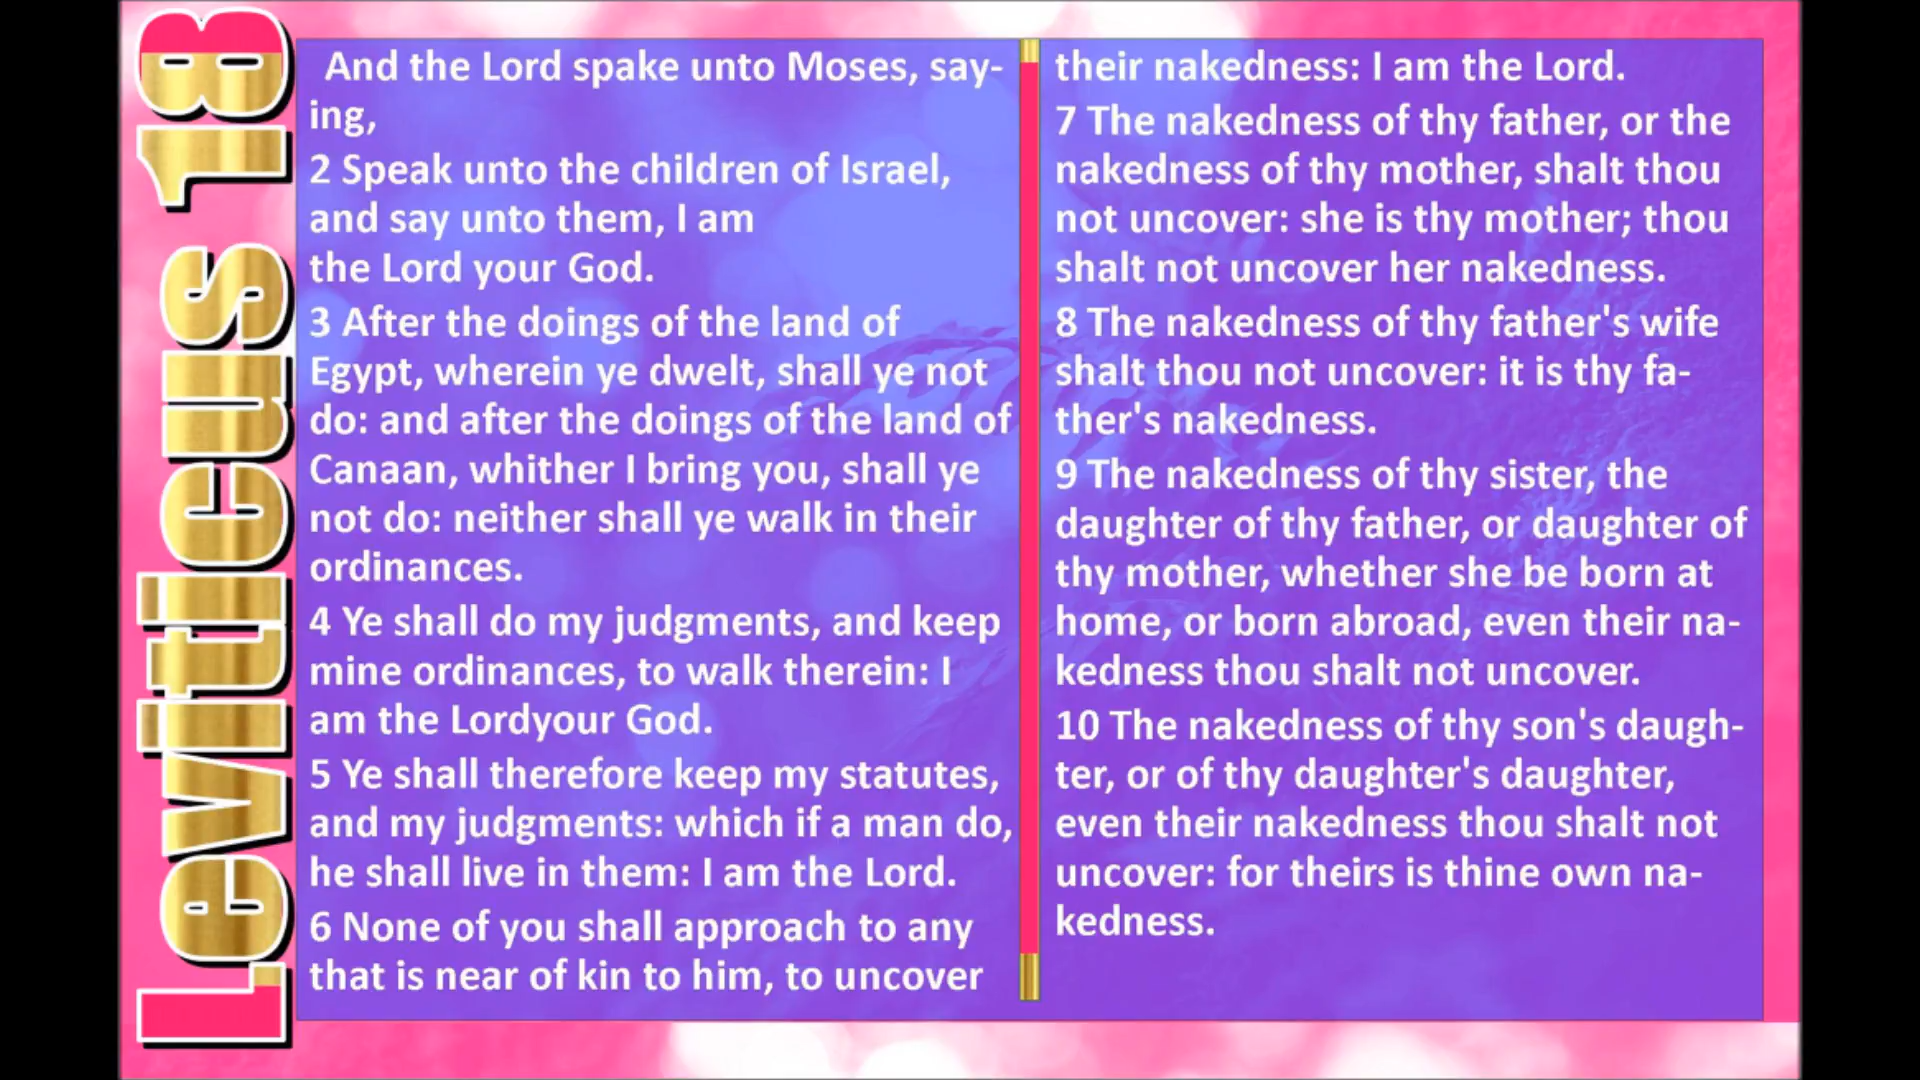 Leviticus 18
And the Lord spake unto Moses, say-
ing,
2 Speak unto the children of Israel,
and say unto them, I am
the Lord your God.
3 After the doings of the land of
Egypt, wherein ye dwelt, shall ye not
do: and after the doings of the land of
Canaan, whither I bring you, shall ye
not do: neither shall ye walk in their
ordinances.
4 Ye shall do my judgments, and keep
mine ordinances, to walk therein: I
am the Lordyour God.
5 Ye shall therefore keep my statutes,
and my judgments: which if a man do,
he shall live in them: I am the Lord.
6 None of you shall approach to any
that is near of kin to him, to uncover
their nakedness: I am the Lord.
7 The nakedness of thy father, or the
nakedness of thy mother, shalt thou
not uncover: she is thy mother; thou
shalt not uncover her nakedness.
8 The nakedness of thy father's wife
shalt thou not uncover: it is thy fa-
ther's nakedness.
9 The nakedness of thy sister, the
daughter of thy father, or daughter of
thy mother, whether she be born at
home, or born abroad, even their na-
kedness thou shalt not uncover.
10 The nakedness of thy son's daugh-
ter, or of thy daughter's daughter,
even their nakedness thou shalt not
uncover: for theirs is thine own na-
kedness.